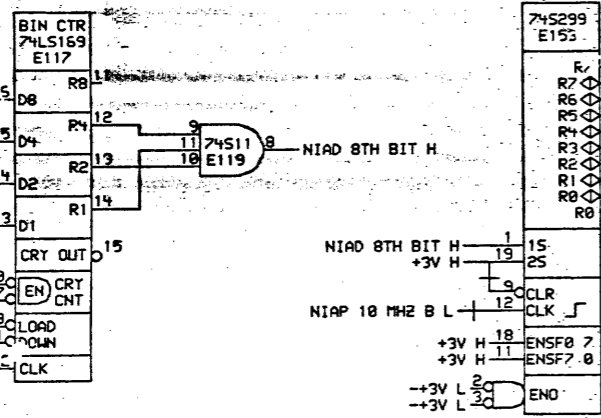 BIN CTR
74LS169
E117
R8
D8
12
R4
D4
13
R2
D2
14
R1
D1
CRY OUT
15
EN
CRY
CNT
LOAD
DOWN
CLK
9
11
10
74S11
E119
8
NIAD 8TH BIT H
74S299
E153
R7
R6
R5
R4
R3
R2
R1
R0
R0
NIAD 8TH BIT H
1
1S
+3V H
19
2S
9
CLR
NIAP 10 MHZ B L
12
CLK
+3V H
18
ENSF0 7
+3V H
11
ENSF7 0
+3V L
2
+3V L
3
ENO